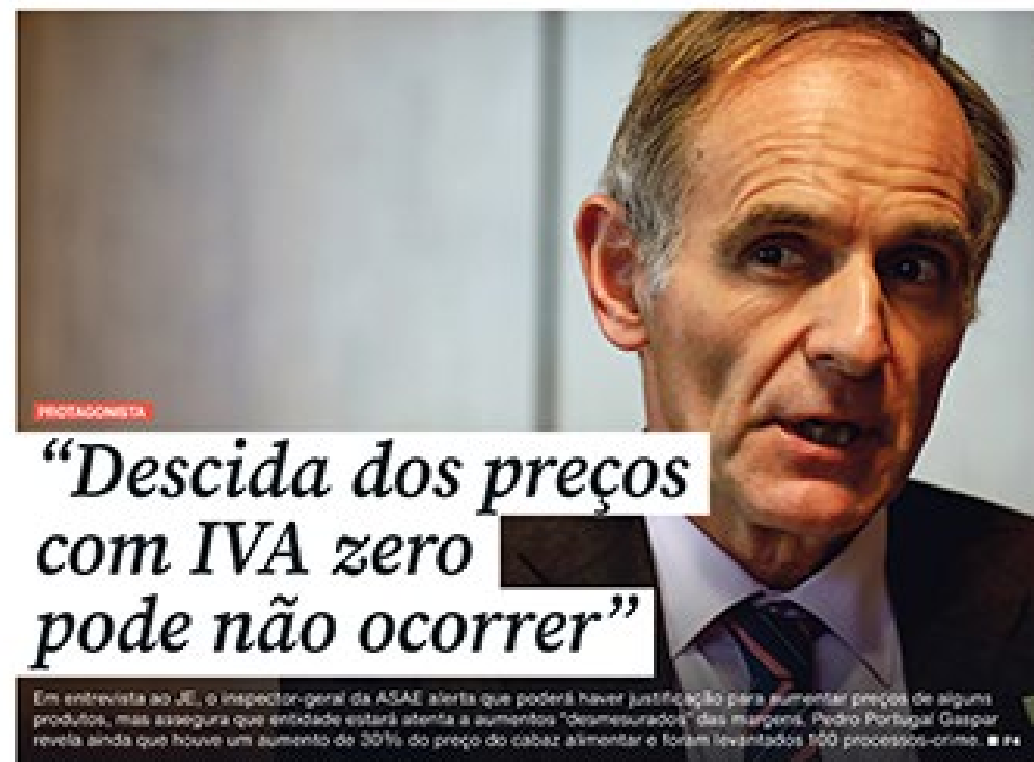 PROTAGONISTA
“Descida dos preços
com IVA zero
pode não ocorrer”
Em entrevista ao JE, o inspector-geral da ASAE alerta que poderá haver justificação para aumentar preços de alguns
produtos, mas assegura que entidade estará atenta a aumentos "desmesurados" das margens. Pedro Portugal Gaspar
revela ainda que houve um aumento de 30% do preço do cabaz alimentar e foram levantados 100 processos-crime. ■ P4